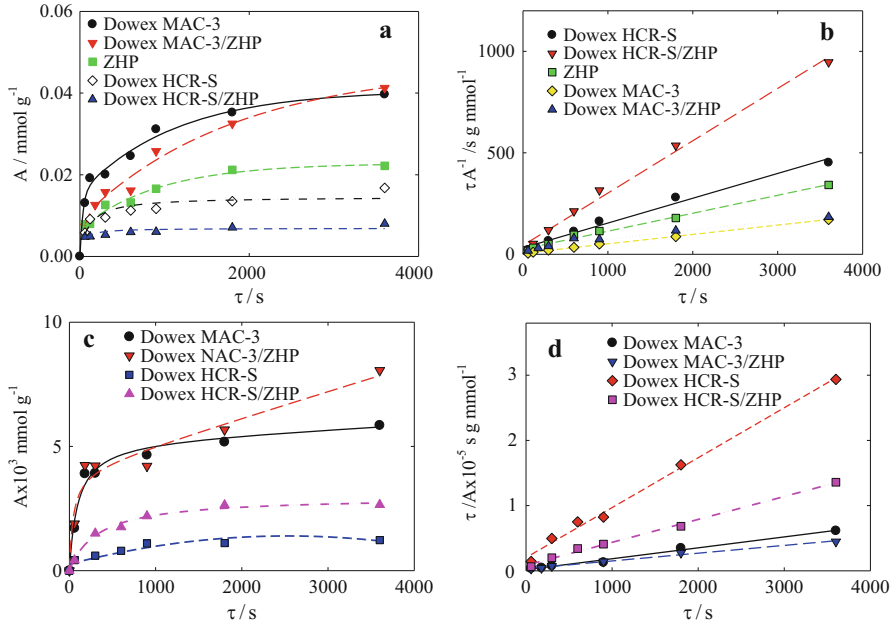 a
Dowex MAC-3
Dowex MAC-3/ZHP
ZHP
Dowex HCR-S
Dowex HCR-S/ZHP
A / mmol g⁻¹
0.06
0.04
0.02
0.00
0
2000
4000
τ / s
b
Dowex HCR-S
Dowex HCR-S/ZHP
ZHP
Dowex MAC-3
Dowex MAC-3/ZHP
τA⁻¹ /s g mmol⁻¹
1000
500
0
0
1000
2000
3000
4000
τ / s
c
Dowex MAC-3
Dowex NAC-3/ZHP
Dowex HCR-S
Dowex HCR-S/ZHP
Ax10³ mmol g⁻¹
10
5
0
0
1000
2000
3000
4000
τ / s
d
Dowex MAC-3
Dowex MAC-3/ZHP
Dowex HCR-S
Dowex HCR-S/ZHP
τ /Ax10⁻⁵ s g mmol⁻¹
3
2
1
0
0
1000
2000
3000
4000
τ / s